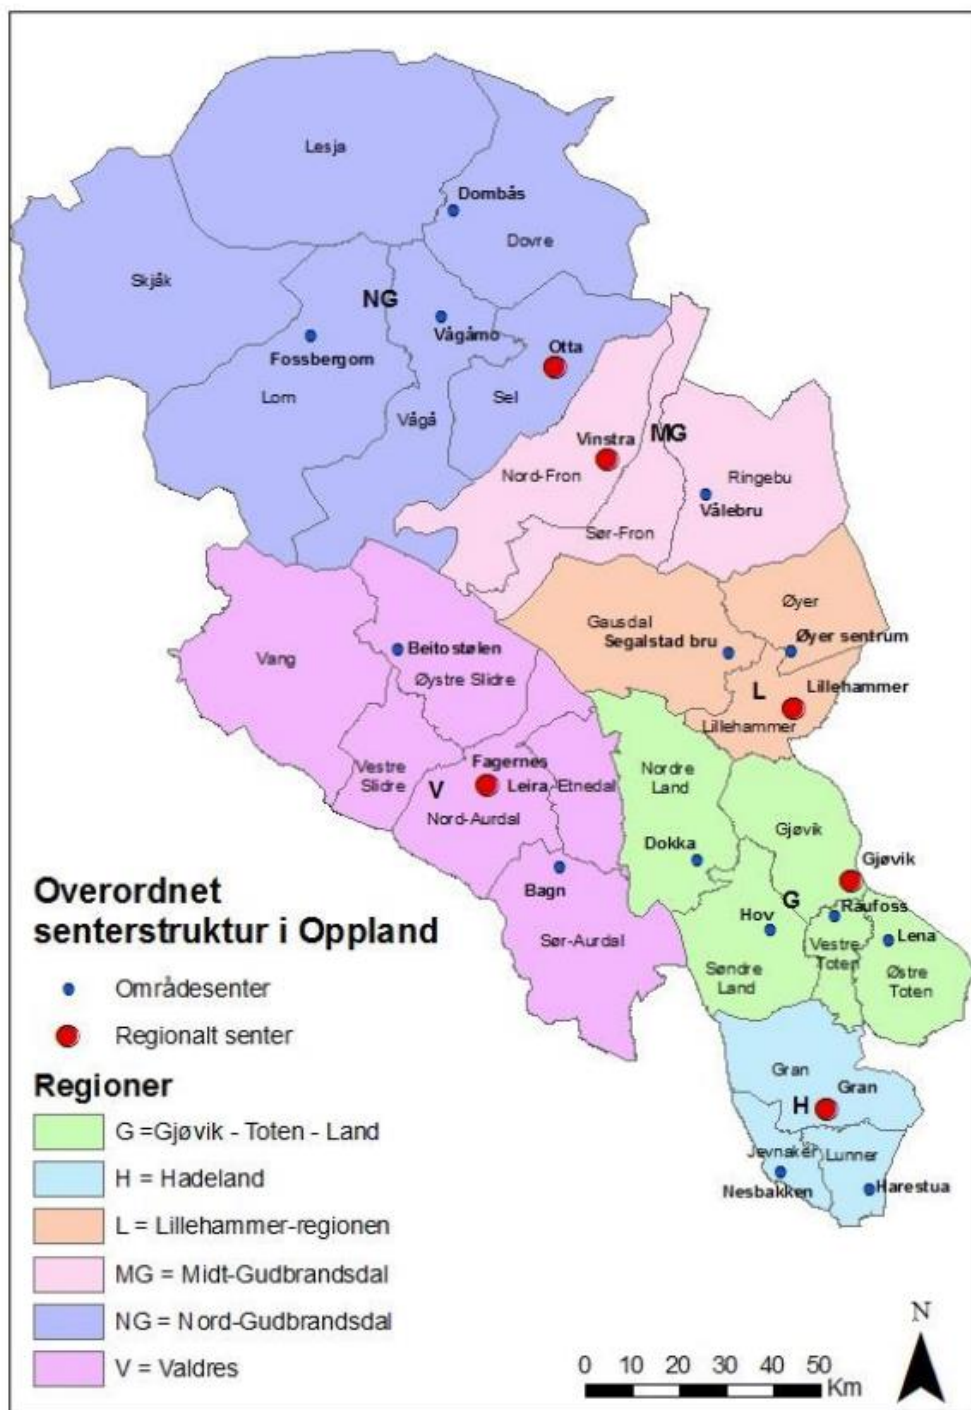 Lesja
Dombås
Dovre
Skjåk
NG
Vågåmo
Fossbergom
Otta
Lom
Sel
Vågå
Vinstra
MG
Nord-Fron
Ringebu
Vålebru
Sør-Fron
Øyer
Gausdal
Segalstad bru
Øyer sentrum
Vang
Beitostølen
Øystre Slidre
L
Lillehammer
Lillehammer
Vestre
Slidre
Fagernes
Leira
Etnedal
V
Nord-Aurdal
Nordre
Land
Gjøvik
Dokka
Gjøvik
Bagn
G
Raufoss
Hov
Vestre
Toten
Lena
Sør-Aurdal
Søndre
Land
Østre
Toten
Overordnet
senterstruktur i Oppland
Områdesenter
Regionalt senter
Gran
Gran
H
Jevnaker
Lunner
Nesbakken
Harestua
Regioner
G =Gjøvik - Toten - Land
H = Hadeland
L = Lillehammer-regionen
MG = Midt-Gudbrandsdal
NG = Nord-Gudbrandsdal
V = Valdres
N
0 10 20 30 40 50
Km